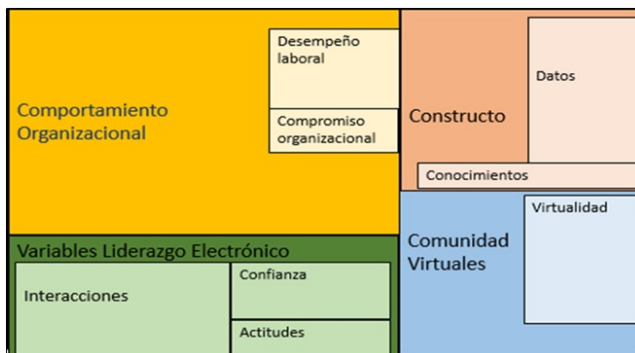 Comportamiento
Organizacional
Desempeño
laboral
Compromiso
organizacional
Constructo
Datos
Conocimientos
Variables Liderazgo Electrónico
Interacciones
Confianza
Actitudes
Comunidad
Virtuales
Virtualidad